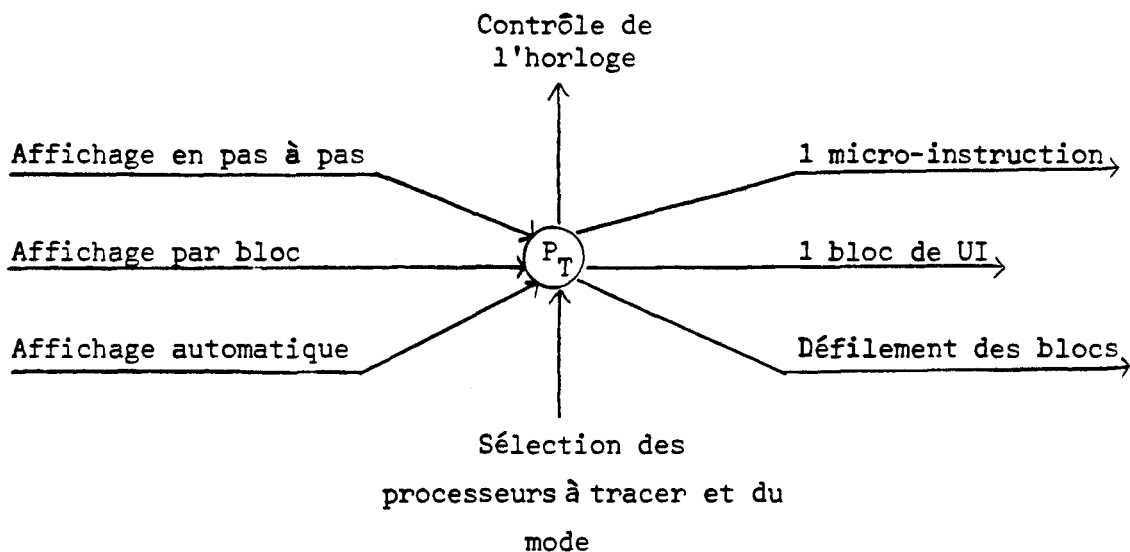 Contrôle de
l'horloge
Affichage en pas à pas
1 micro-instruction
Affichage par bloc
P_T
1 bloc de UI
Affichage automatique
Défilement des blocs
Sélection des
processeurs à tracer et du
mode